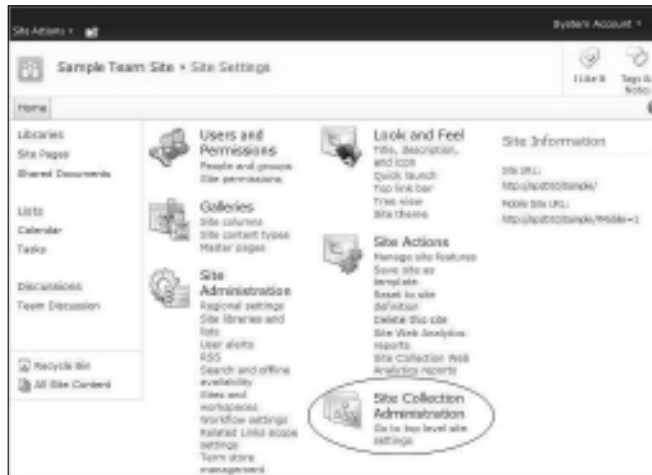 Site Actions
System Account
Sample Team Site › Site Settings
I Like It
Tags &
Notes
Home
Libraries
Site Pages
Shared Documents
Lists
Calendar
Tasks
Discussions
Team Discussion
Recycle Bin
All Site Content
Users and
Permissions
People and groups
Site permissions
Galleries
Site columns
Site content types
Master pages
Site
Administration
Regional settings
Site libraries and
lists
User alerts
RSS
Search and offline
availability
Sites and
workspaces
Workflow settings
Related Links scope
settings
Term store
management
Look and Feel
Title, description,
and icon
Quick launch
Top link bar
Tree view
Site theme
Site Actions
Manage site features
Save site as
template
Reset to site
definition
Delete this site
Site Web Analytics
reports
Site Collection Web
Analytics reports
Site Collection
Administration
Go to top level site
settings
Site Information
Site URL:
Mobile Site URL: